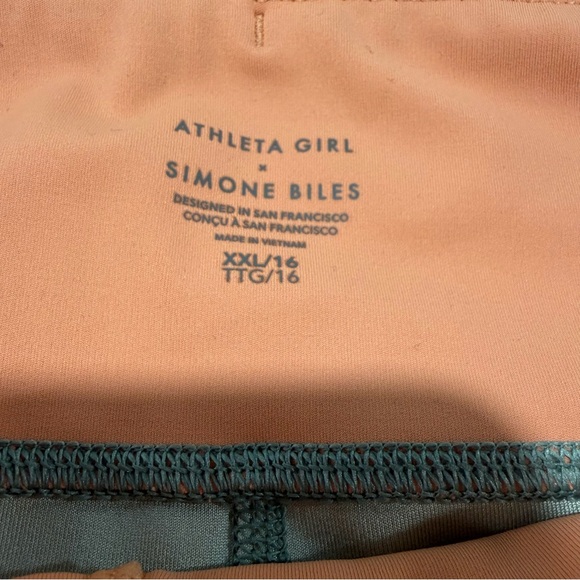 ATHLETA GIRL
×
SIMONE BILES
DESIGNED IN SAN FRANCISCO
CONÇU À SAN FRANCISCO
MADE IN VIETNAM
XXL/16
TTG/16